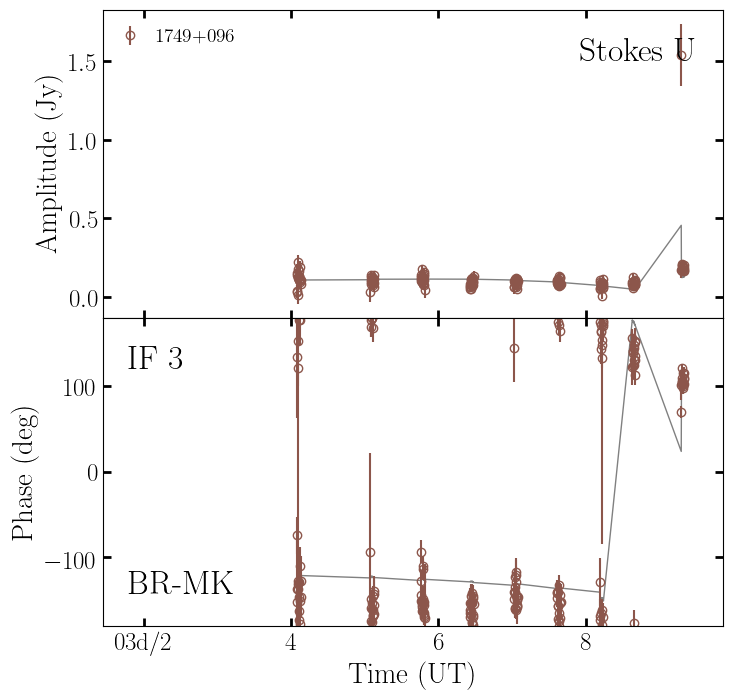 1749+096
Stokes U
Amplitude (Jy)
1.5
1.0
0.5
0.0
IF 3
BR-MK
Phase (deg)
100
0
−100
03d/2
4
6
8
Time (UT)